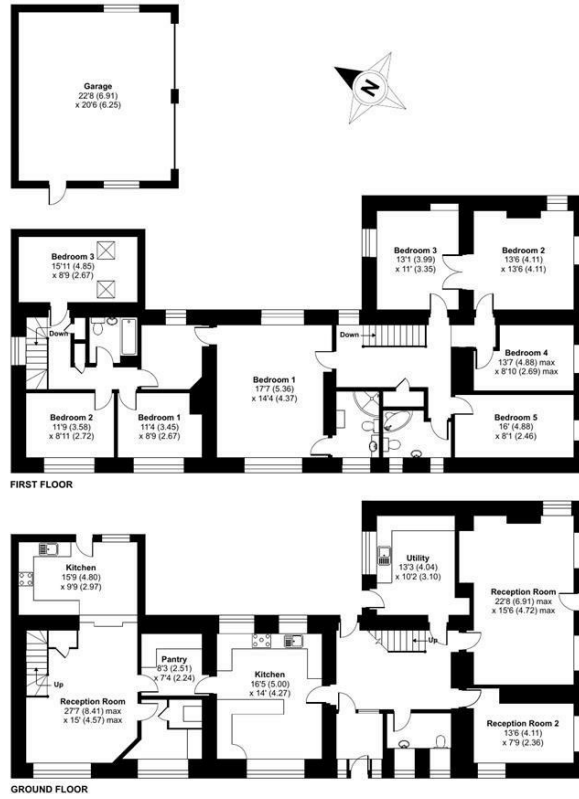 Garage
22'8 (6.91)
x 20'6 (6.25)
N
Bedroom 3
15'11 (4.85)
x 8'9 (2.67)
Down
Bedroom 2
11'9 (3.58)
x 8'11 (2.72)
Bedroom 1
11'4 (3.45)
x 8'9 (2.67)
Bedroom 1
17'7 (5.36)
x 14'4 (4.37)
Down
Bedroom 3
13'1 (3.99)
x 11' (3.35)
Bedroom 2
13'6 (4.11)
x 13'6 (4.11)
Bedroom 4
13'7 (4.88) max
x 8'10 (2.69) max
Bedroom 5
16' (4.88)
x 8'1 (2.46)
FIRST FLOOR
Kitchen
15'9 (4.80)
x 9'9 (2.97)
Up
Reception Room
27'7 (8.41) max
x 15' (4.57) max
Pantry
8'3 (2.51)
x 7'4 (2.24)
Kitchen
16'5 (5.00)
x 14' (4.27)
Utility
13'3 (4.04)
x 10'2 (3.10)
Up
Reception Room
22'8 (6.91) max
x 15'6 (4.72) max
Reception Room 2
13'6 (4.11)
x 7'9 (2.36)
GROUND FLOOR